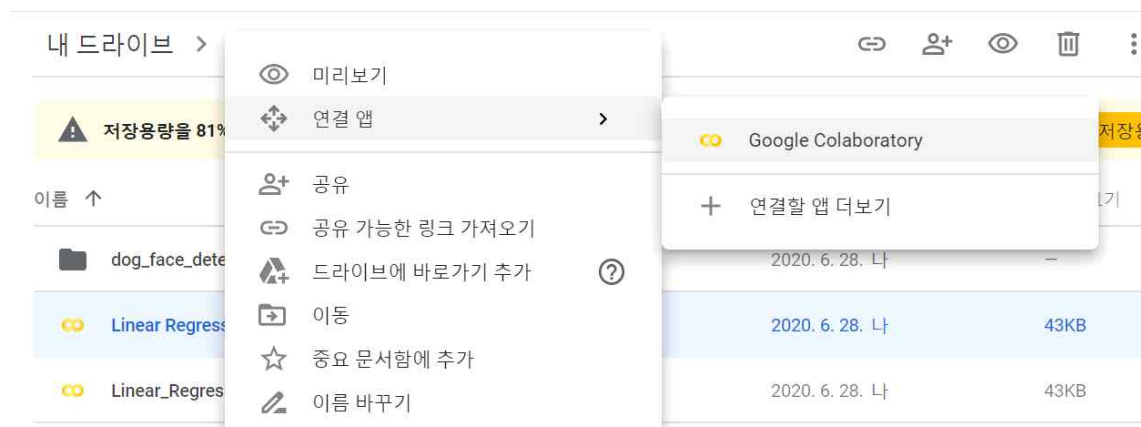 내 드라이브 >
미리보기
연결 앱
Google Colaboratory
저장용량을 81%
연결할 앱 더보기
이름
공유
공유 가능한 링크 가져오기
dog_face_dete
드라이브에 바로가기 추가
2020. 6. 28. 나
–
이동
Linear Regress
2020. 6. 28. 나
43KB
중요 문서함에 추가
Linear_Regres
2020. 6. 28. 나
43KB
이름 바꾸기